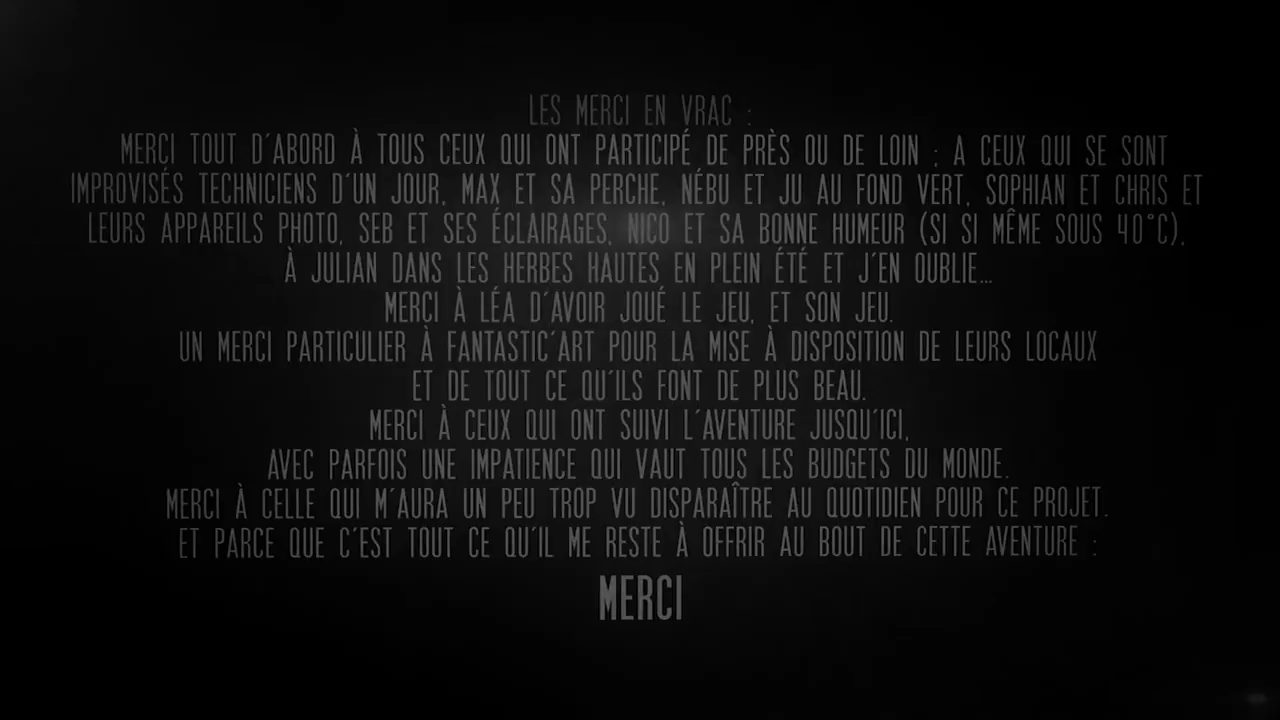 LES MERCI EN VRAC :
MERCI TOUT D'ABORD À TOUS CEUX QUI ONT PARTICIPÉ DE PRÈS OU DE LOIN : A CEUX QUI SE SONT
IMPROVISÉS TECHNICIENS D'UN JOUR, MAX ET SA PERCHE, NÉBU ET JU AU FOND VERT, SOPHIAN ET CHRIS ET
LEURS APPAREILS PHOTO, SEB ET SES ÉCLAIRAGES, NICO ET SA BONNE HUMEUR (SI SI MÊME SOUS 40°C),
À JULIAN DANS LES HERBES HAUTES EN PLEIN ÉTÉ ET J'EN OUBLIE...
MERCI À LÉA D'AVOIR JOUÉ LE JEU, ET SON JEU.
UN MERCI PARTICULIER À FANTASTIC'ART POUR LA MISE À DISPOSITION DE LEURS LOCAUX
ET DE TOUT CE QU'ILS FONT DE PLUS BEAU.
MERCI À CEUX QUI ONT SUIVI L'AVENTURE JUSQU'ICI,
AVEC PARFOIS UNE IMPATIENCE QUI VAUT TOUS LES BUDGETS DU MONDE.
MERCI À CELLE QUI M'AURA UN PEU TROP VU DISPARAÎTRE AU QUOTIDIEN POUR CE PROJET.
ET PARCE QUE C'EST TOUT CE QU'IL ME RESTE À OFFRIR AU BOUT DE CETTE AVENTURE :
MERCI